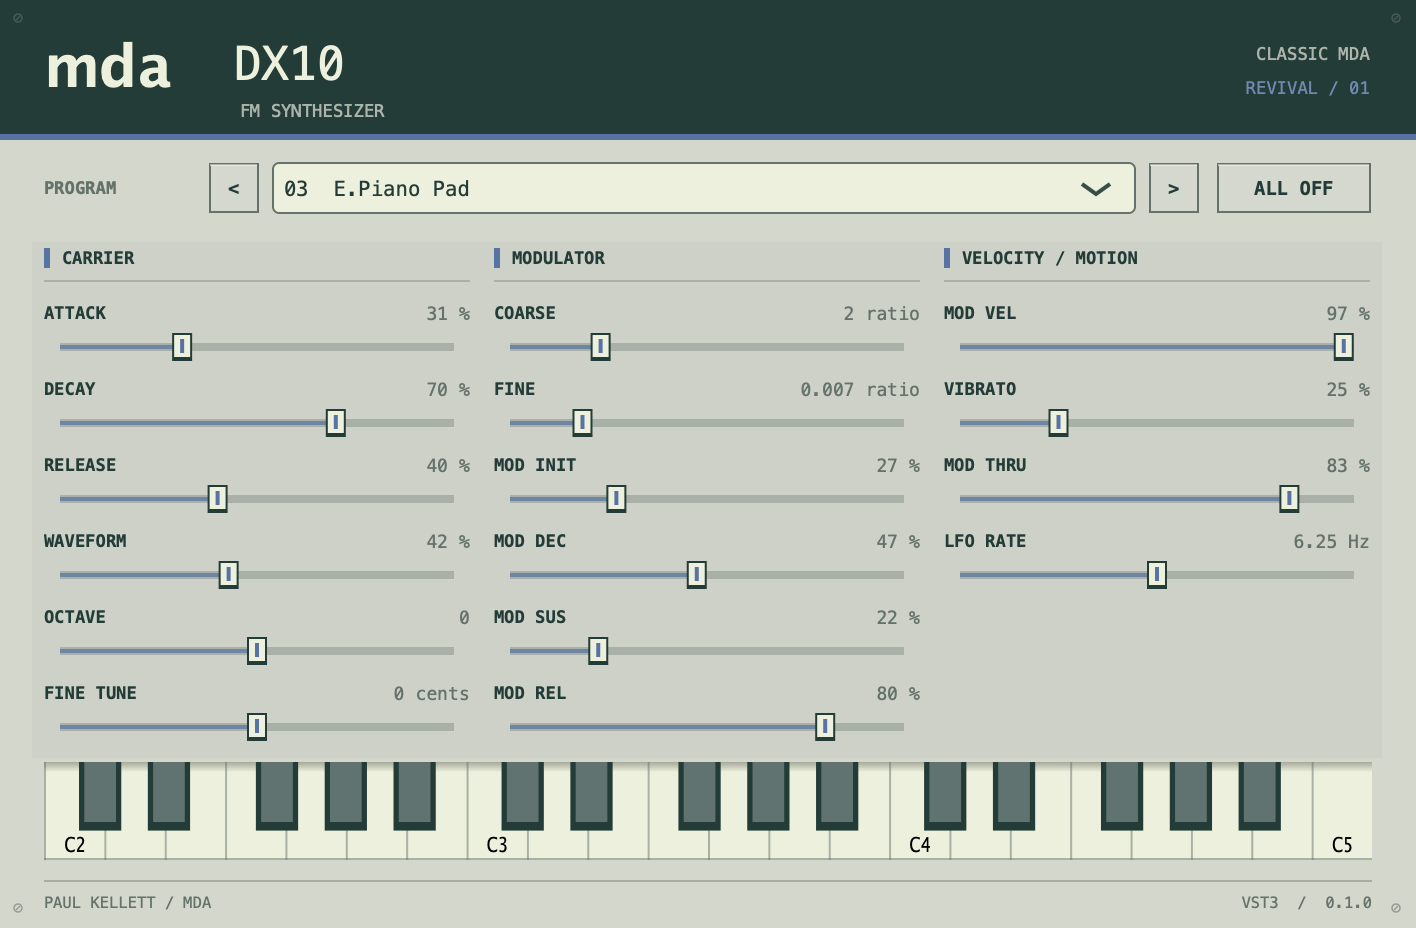 mda
DX10
FM SYNTHESIZER
CLASSIC MDA
REVIVAL / 01
PROGRAM
<
03  E.Piano Pad
>
ALL OFF
CARRIER
ATTACK 31 %
DECAY 70 %
RELEASE 40 %
WAVEFORM 42 %
OCTAVE 0
FINE TUNE 0 cents
MODULATOR
COARSE 2 ratio
FINE 0.007 ratio
MOD INIT 27 %
MOD DEC 47 %
MOD SUS 22 %
MOD REL 80 %
VELOCITY / MOTION
MOD VEL 97 %
VIBRATO 25 %
MOD THRU 83 %
LFO RATE 6.25 Hz
C2 C3 C4 C5
PAUL KELLETT / MDA
VST3 / 0.1.0